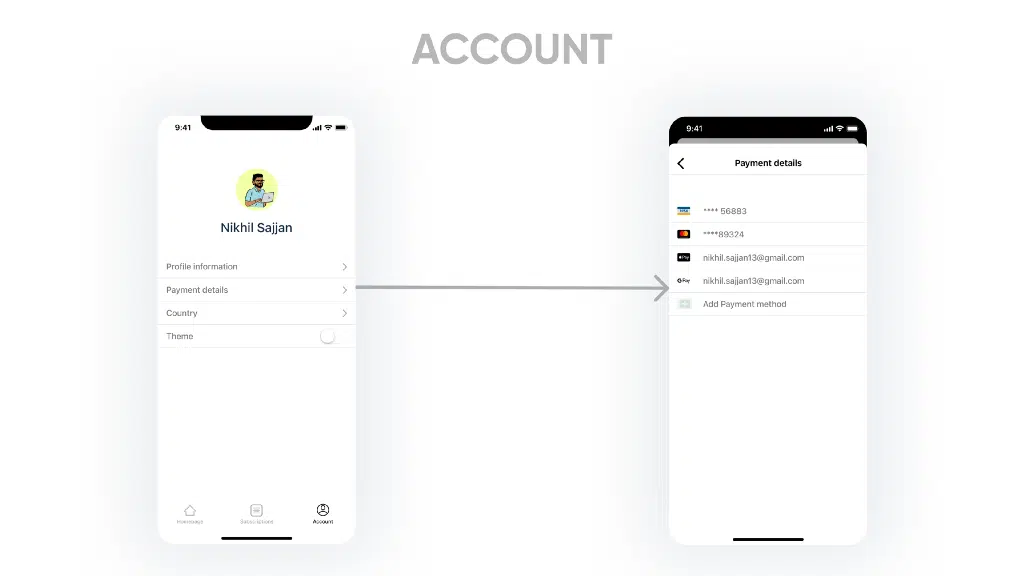 ACCOUNT
9:41
Nikhil Sajjan
Profile information
Payment details
Country
Theme
Homepage
Account
9:41
Payment details
VISA
**** 56883
****89324
Pay
nikhil.sajjan13@gmail.com
G Pay
nikhil.sajjan13@gmail.com
Add Payment method